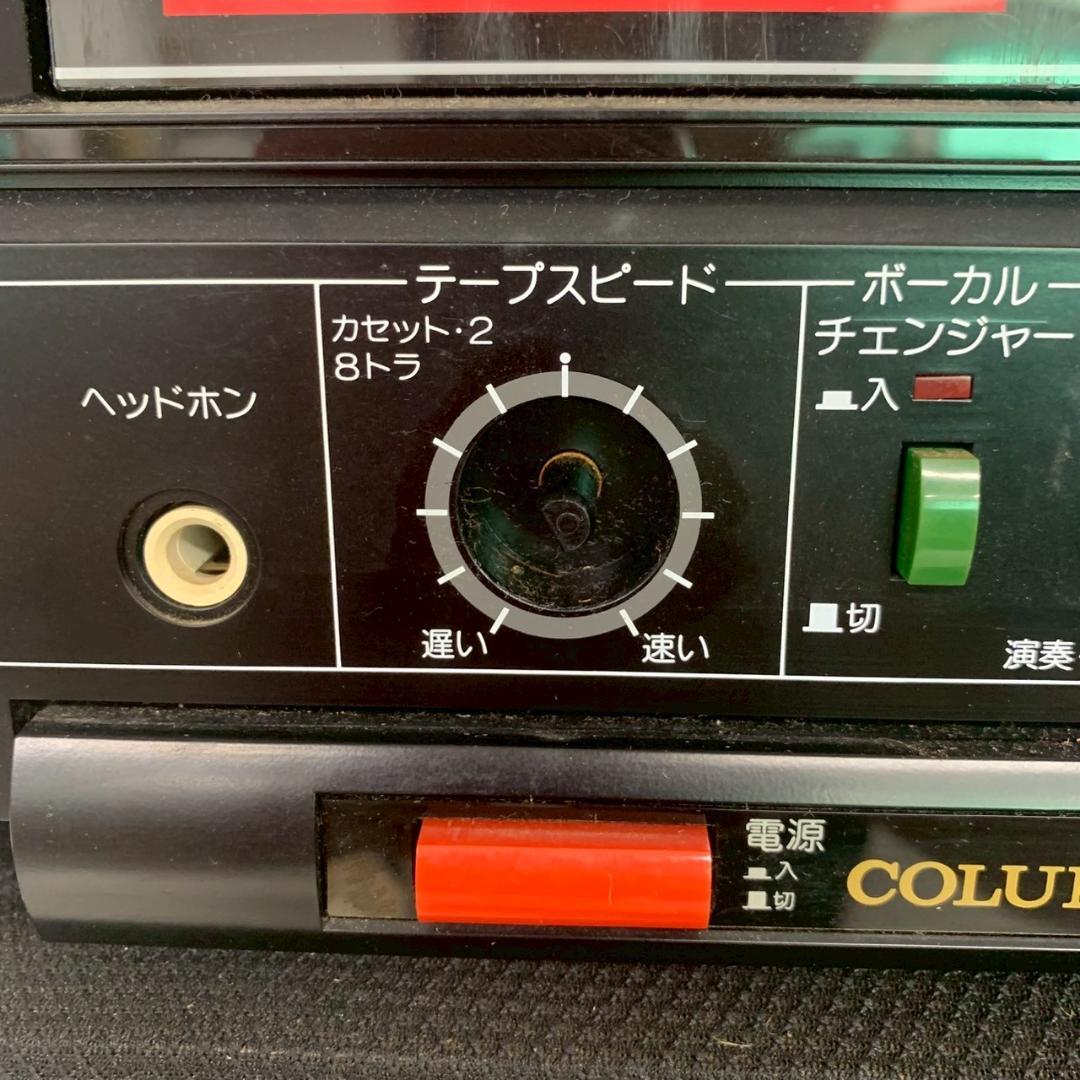 テープスピード
カセット・2
8トラ
遅い
速い
ヘッドホン
ボーカル
チェンジャー
入
切
演奏
電源
入
切
COLU